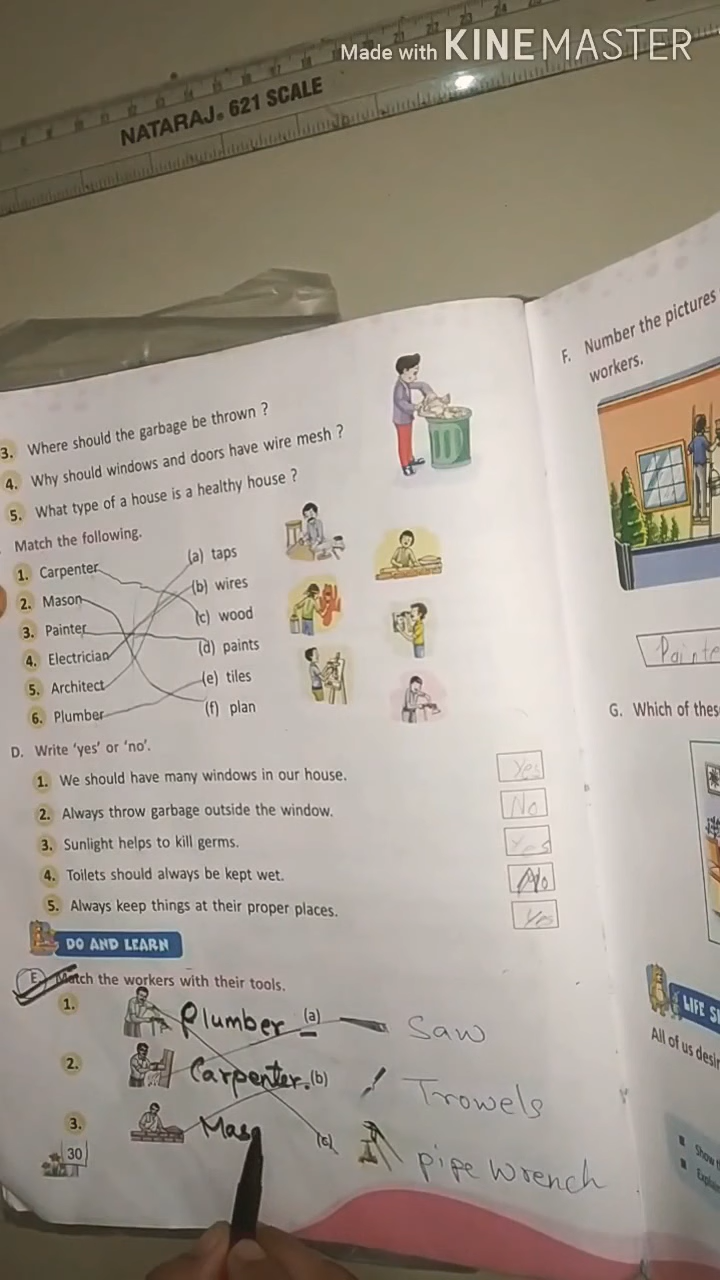 Made with KINEMASTER
NATARAJ 621 SCALE
3. Where should the garbage be thrown ?
4. Why should windows and doors have wire mesh ?
5. What type of a house is a healthy house ?
Match the following.
1. Carpenter (a) taps
2. Mason (b) wires
3. Painter (c) wood
4. Electrician (d) paints
5. Architect (e) tiles
6. Plumber (f) plan
D. Write 'yes' or 'no'.
1. We should have many windows in our house. Yes
2. Always throw garbage outside the window. No
3. Sunlight helps to kill germs. Yes
4. Toilets should always be kept wet. No
5. Always keep things at their proper places. Yes
DO AND LEARN
E. Match the workers with their tools.
1. Plumber (a) Saw
2. Carpenter. (b) Trowels
3. Mas (c) pipe wrench
30
F. Number the pictures
workers.
Painte
G. Which of thes
LIFE S
All of us desi
Show
Explai